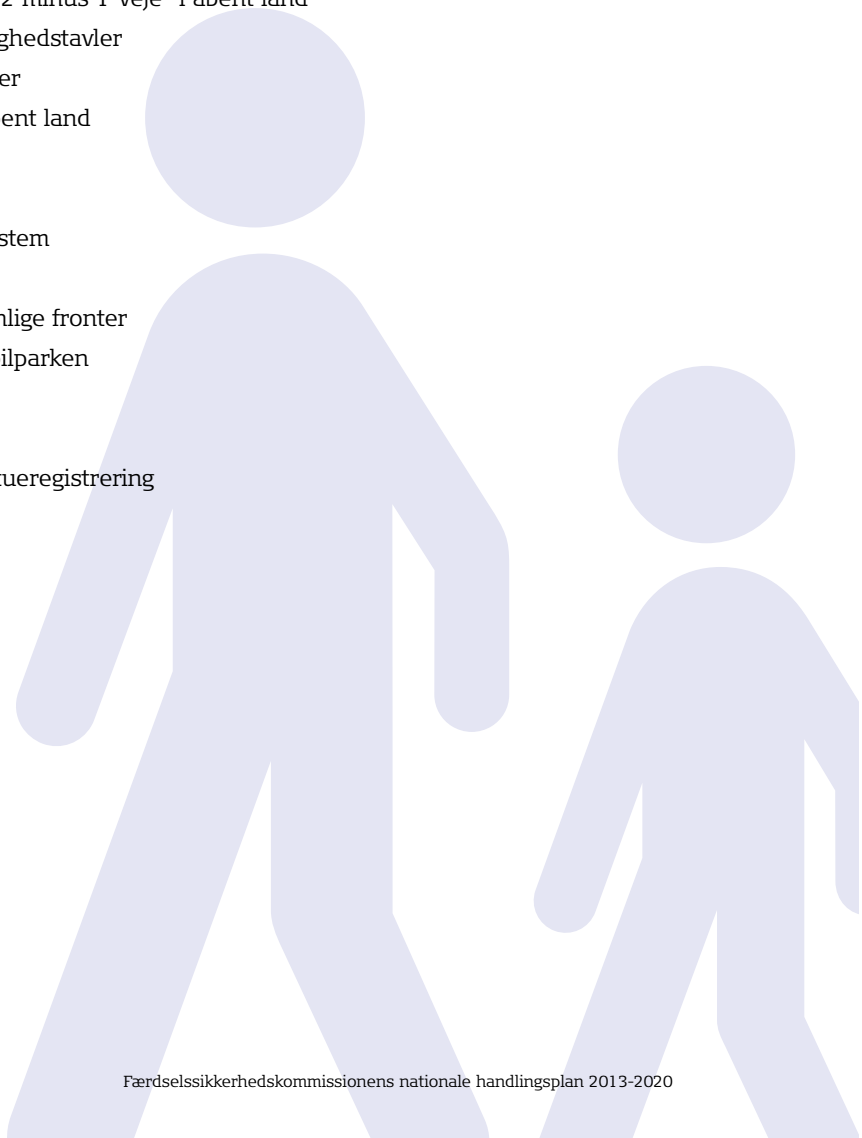 2 minus 1 veje" i åbent land
ghedstavler
er
ent land
stem
nlige fronter
ilparken
tueregistrering
Færdselssikkerhedskommissionens nationale handlingsplan 2013-2020